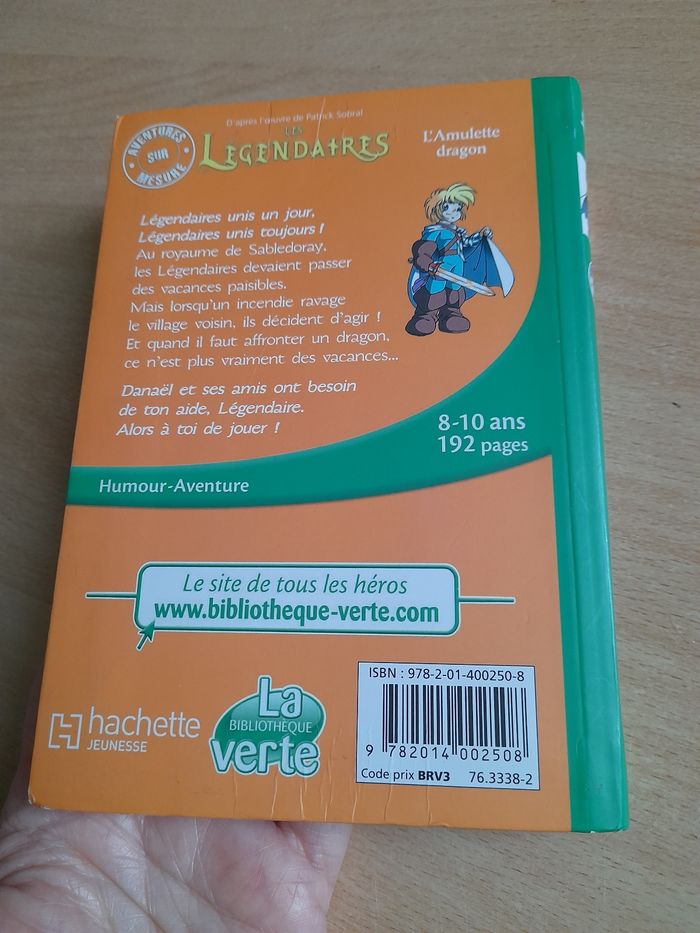 D'après l'œuvre de Patrick Sobral
AVENTURES
SUR
MESURE
LES
LEGENDAIRES
L'Amulette
dragon
Légendaires unis un jour,
Légendaires unis toujours !
Au royaume de Sabledoray,
les Légendaires devaient passer
des vacances paisibles.
Mais lorsqu'un incendie ravage
le village voisin, ils décident d'agir !
Et quand il faut affronter un dragon,
ce n'est plus vraiment des vacances...
Danaël et ses amis ont besoin
de ton aide, Légendaire.
Alors à toi de jouer !
8-10 ans
192 pages
Humour-Aventure
Le site de tous les héros
www.bibliotheque-verte.com
hachette
JEUNESSE
La
BIBLIOTHÈQUE
verte
ISBN : 978-2-01-400250-8
9 782014 002508
Code prix BRV3 76.3338-2